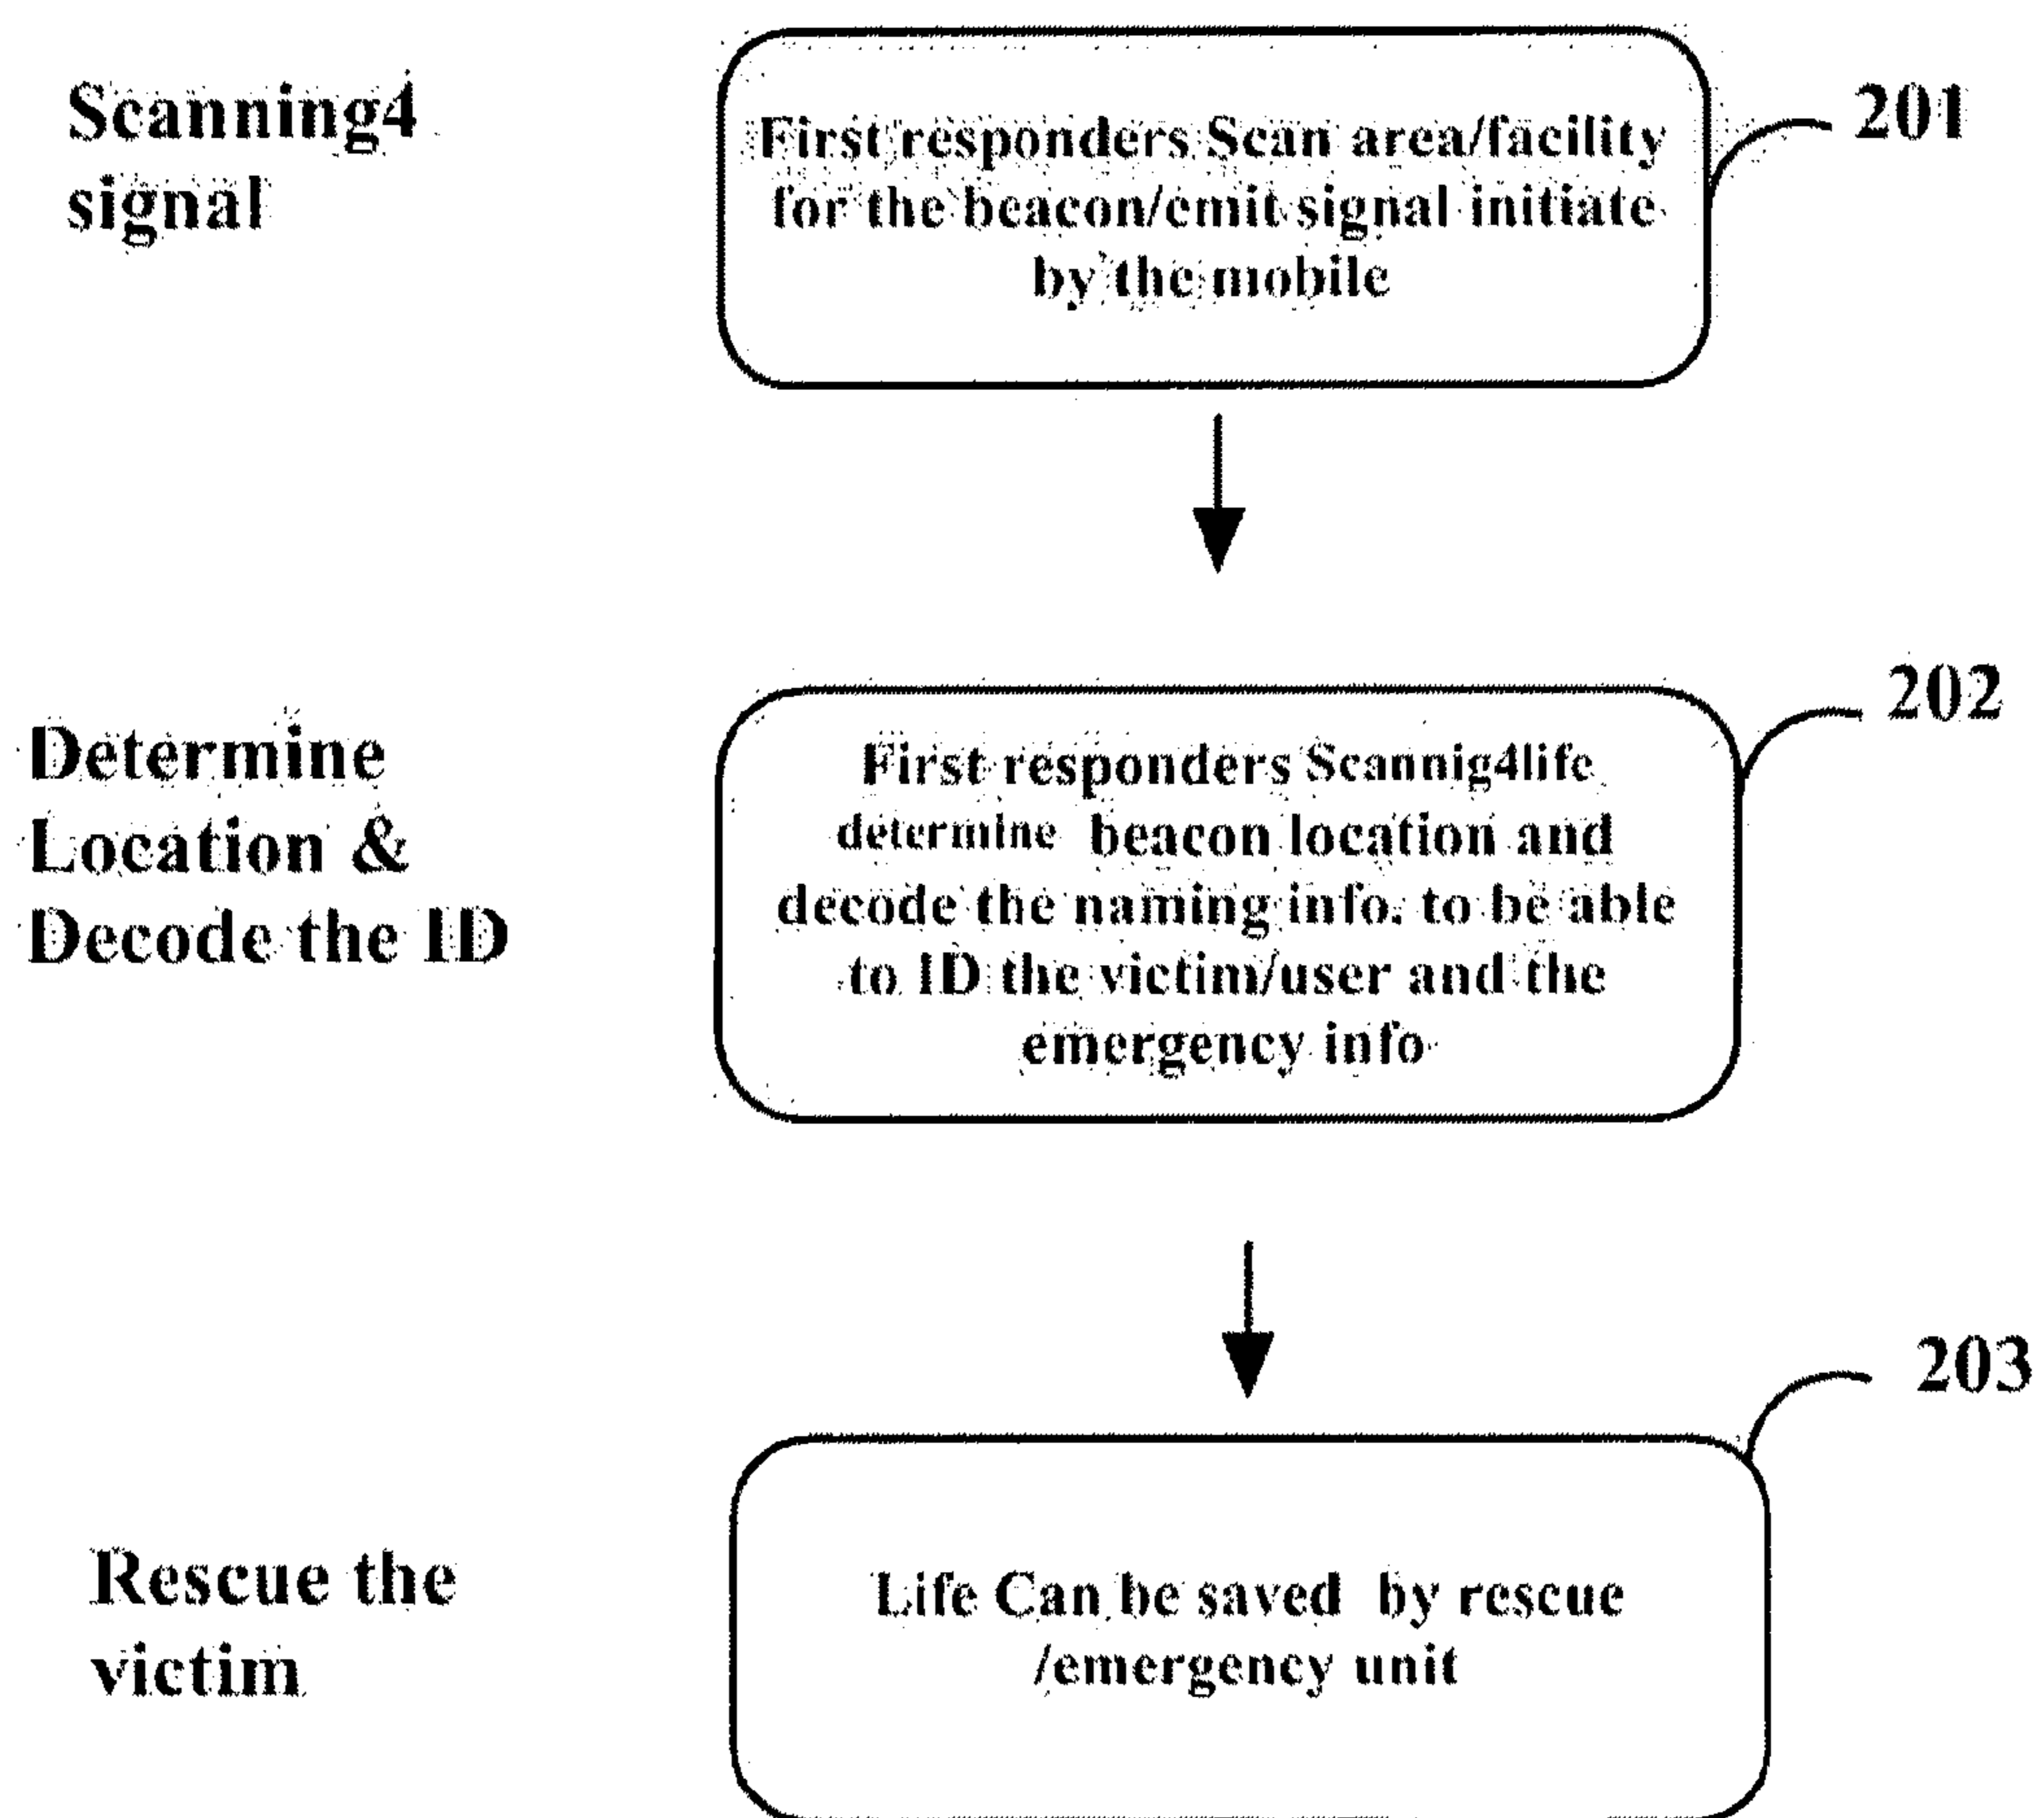 Scanning4
signal
First responders Scan area/facility
for the beacon/emit signal initiate
by the mobile
201
Determine
Location &
Decode the ID
First responders Scannig4life
determine beacon location and
decode the naming info. to be able
to ID the victim/user and the
emergency info
202
Rescue the
victim
Life Can be saved by rescue
/emergency unit
203